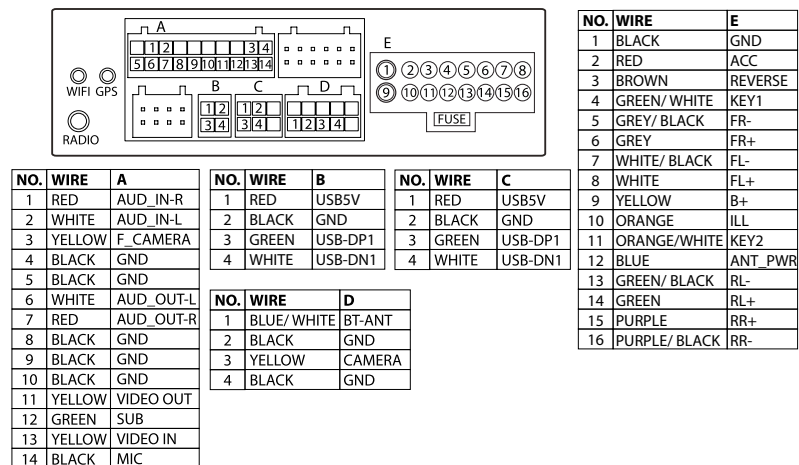 A
1 2 3 4
5 6 7 8 9 10 11 12 13 14
WIFI GPS
RADIO
B C D
1 2
3 4
1 2
3 4
1 2 3 4
E
1 2 3 4 5 6 7 8
9 10 11 12 13 14 15 16
FUSE
NO. WIRE A
1 RED AUD_IN-R
2 WHITE AUD_IN-L
3 YELLOW F_CAMERA
4 BLACK GND
5 BLACK GND
6 WHITE AUD_OUT-L
7 RED AUD_OUT-R
8 BLACK GND
9 BLACK GND
10 BLACK GND
11 YELLOW VIDEO OUT
12 GREEN SUB
13 YELLOW VIDEO IN
14 BLACK MIC
NO. WIRE B
1 RED USB5V
2 BLACK GND
3 GREEN USB-DP1
4 WHITE USB-DN1
NO. WIRE C
1 RED USB5V
2 BLACK GND
3 GREEN USB-DP1
4 WHITE USB-DN1
NO. WIRE D
1 BLUE/ WHITE BT-ANT
2 BLACK GND
3 YELLOW CAMERA
4 BLACK GND
NO. WIRE E
1 BLACK GND
2 RED ACC
3 BROWN REVERSE
4 GREEN/ WHITE KEY1
5 GREY/ BLACK FR-
6 GREY FR+
7 WHITE/ BLACK FL-
8 WHITE FL+
9 YELLOW B+
10 ORANGE ILL
11 ORANGE/WHITE KEY2
12 BLUE ANT_PWR
13 GREEN/ BLACK RL-
14 GREEN RL+
15 PURPLE RR+
16 PURPLE/ BLACK RR-